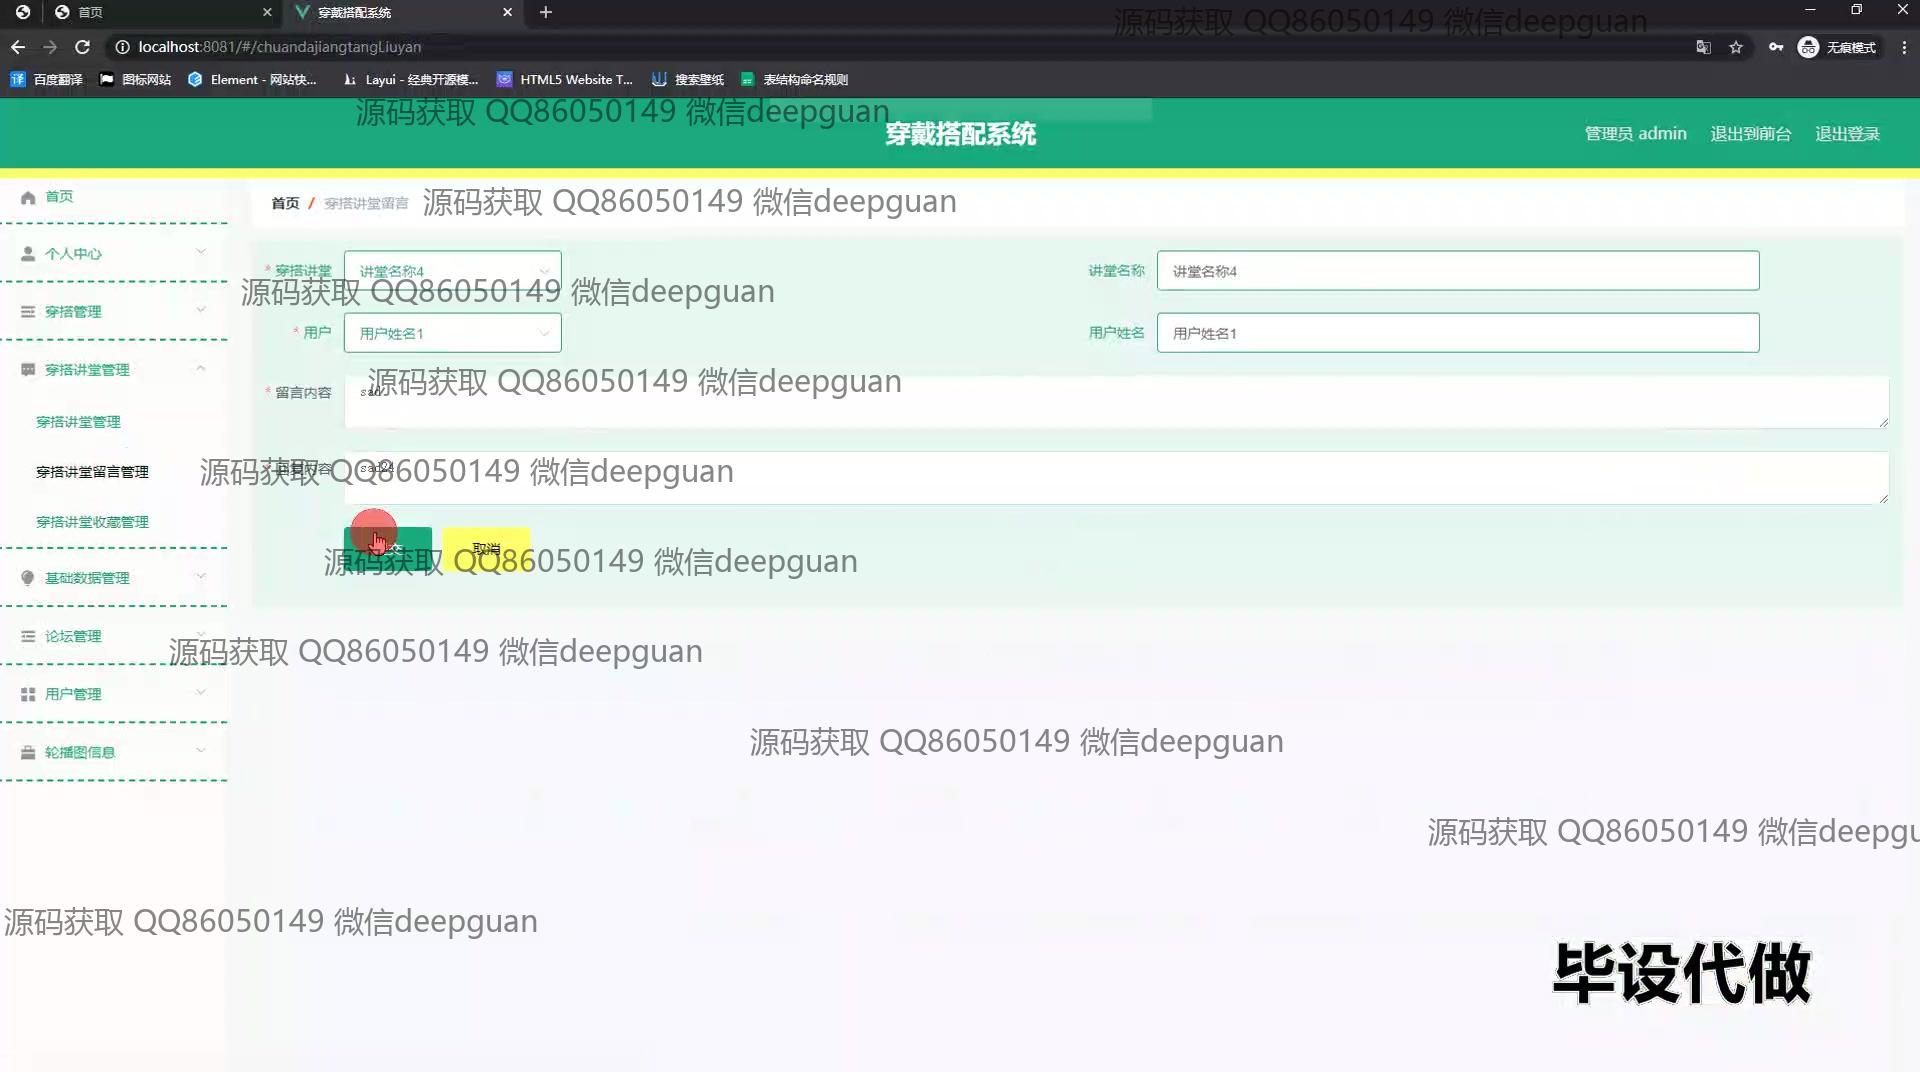 首页
穿戴搭配系统
源码获取 QQ86050149 微信deepguan
localhost:8081/#/chuandajiangtangLiuyan
无痕模式
百度翻译
图标网站
Element - 网站快...
Layui - 经典开源模...
HTML5 Website T...
搜索壁纸
表结构命名规则
源码获取 QQ86050149 微信deepguan
穿戴搭配系统
管理员 admin
退出到前台
退出登录
首页
首页 / 穿搭讲堂留言
源码获取 QQ86050149 微信deepguan
个人中心
* 穿搭讲堂
讲堂名称4
讲堂名称
讲堂名称4
源码获取 QQ86050149 微信deepguan
穿搭管理
* 用户
用户姓名1
用户姓名
用户姓名1
穿搭讲堂管理
* 留言内容
sad
源码获取 QQ86050149 微信deepguan
穿搭讲堂管理
穿搭讲堂留言管理
* 回复内容
sad24
源码获取 QQ86050149 微信deepguan
穿搭讲堂收藏管理
交
取消
源码获取 QQ86050149 微信deepguan
基础数据管理
论坛管理
源码获取 QQ86050149 微信deepguan
用户管理
轮播图信息
源码获取 QQ86050149 微信deepguan
源码获取 QQ86050149 微信deepgu
源码获取 QQ86050149 微信deepguan
毕设代做